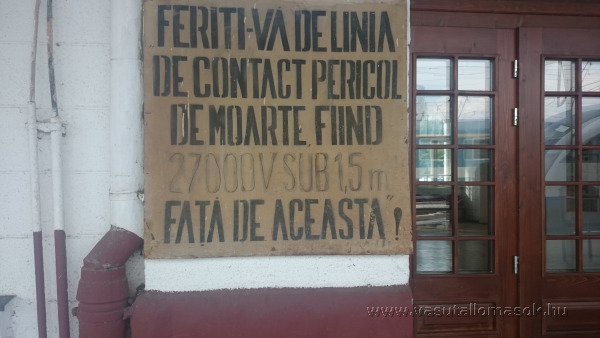 FERITI-VA DE LINIA
DE CONTACT PERICOL
DE MOARTE FIIND
27000V SUB 1,5 m
FAȚĂ DE ACEASTA"!
www.vasutallomasok.hu